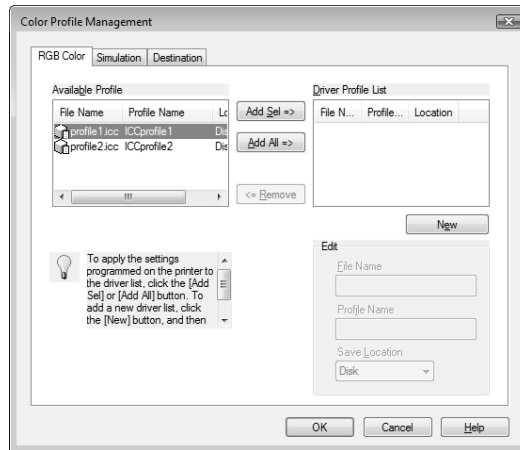 Color Profile Management
RGB Color Simulation Destination
Available Profile
File Name Profile Name
profile1.icc ICCprofile1 Dis
profile2.icc ICCprofile2 Dis
Add Sel =>
Add All =>
<= Remove
Driver Profile List
File N... Profile... Location
New
To apply the settings
programmed on the printer to
the driver list, click the [Add
Sel] or [Add All] button. To
add a new driver list, click
the [New] button, and then
Edit
File Name
Profile Name
Save Location
Disk
OK Cancel Help